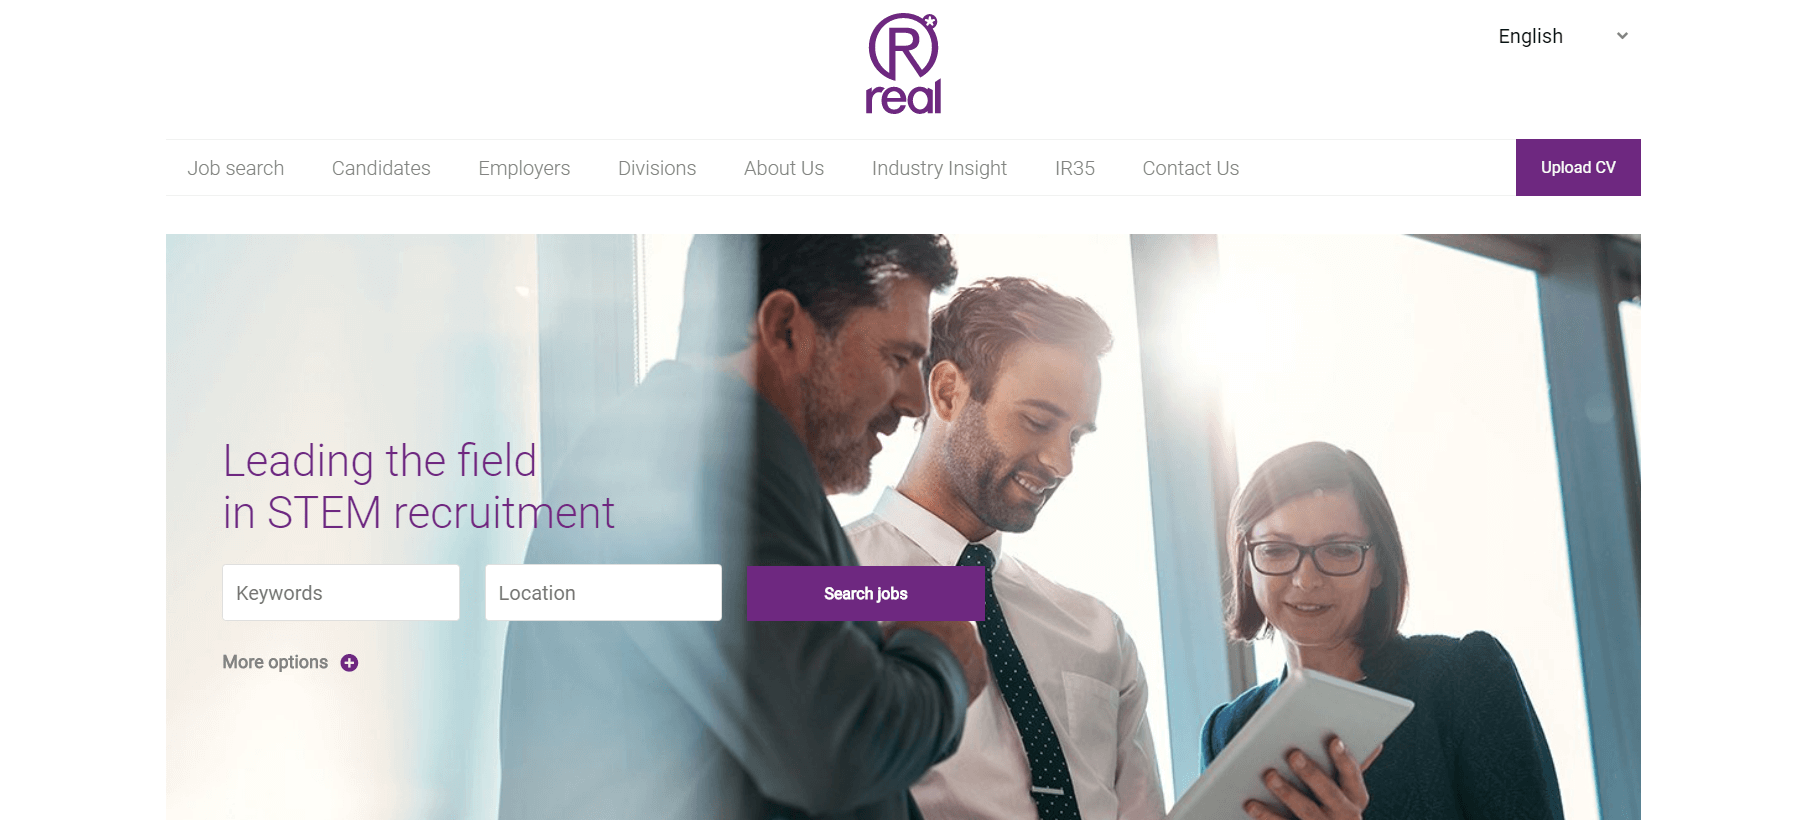 R
real
English
Job search Candidates Employers Divisions About Us Industry Insight IR35 Contact Us Upload CV
Leading the field
in STEM recruitment
Keywords Location Search jobs
More options